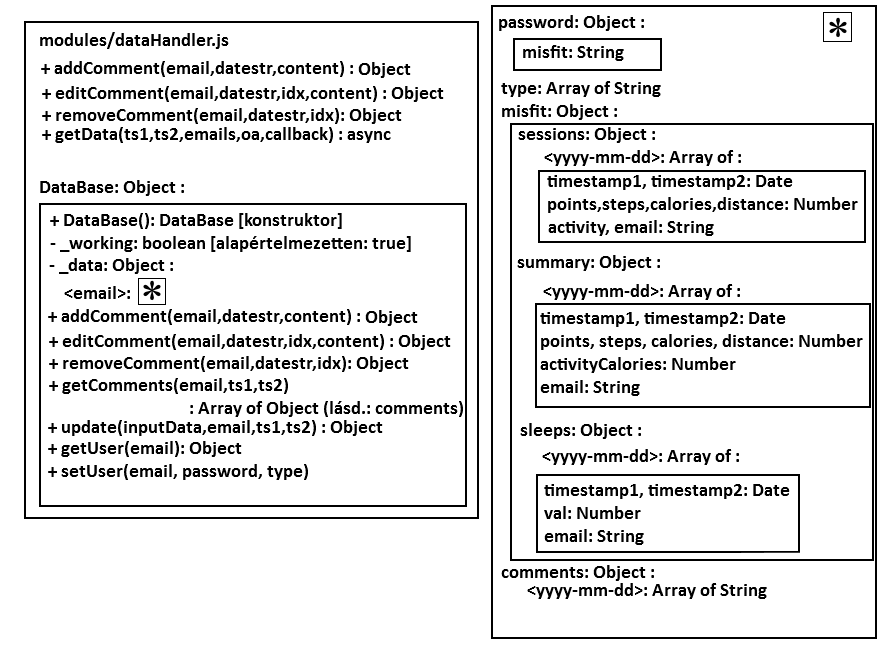 modules/dataHandler.js
+ addComment(email,datestr,content) : Object
+ editComment(email,datestr,idx,content) : Object
+ removeComment(email,datestr,idx): Object
+ getData(ts1,ts2,emails,oa,callback) : async
DataBase: Object :
+ DataBase(): DataBase [konstruktor]
- _working: boolean [alapértelmezetten: true]
- _data: Object :
<email>: *
+ addComment(email,datestr,content) : Object
+ editComment(email,datestr,idx,content) : Object
+ removeComment(email,datestr,idx): Object
+ getComments(email,ts1,ts2)
: Array of Object (lásd.: comments)
+ update(inputData,email,ts1,ts2) : Object
+ getUser(email): Object
+ setUser(email, password, type)
password: Object :
*
misfit: String
type: Array of String
misfit: Object :
sessions: Object :
<yyyy-mm-dd>: Array of :
timestamp1, timestamp2: Date
points,steps,calories,distance: Number
activity, email: String
summary: Object :
<yyyy-mm-dd>: Array of :
timestamp1, timestamp2: Date
points, steps, calories, distance: Number
activityCalories: Number
email: String
sleeps: Object :
<yyyy-mm-dd>: Array of :
timestamp1, timestamp2: Date
val: Number
email: String
comments: Object :
<yyyy-mm-dd>: Array of String